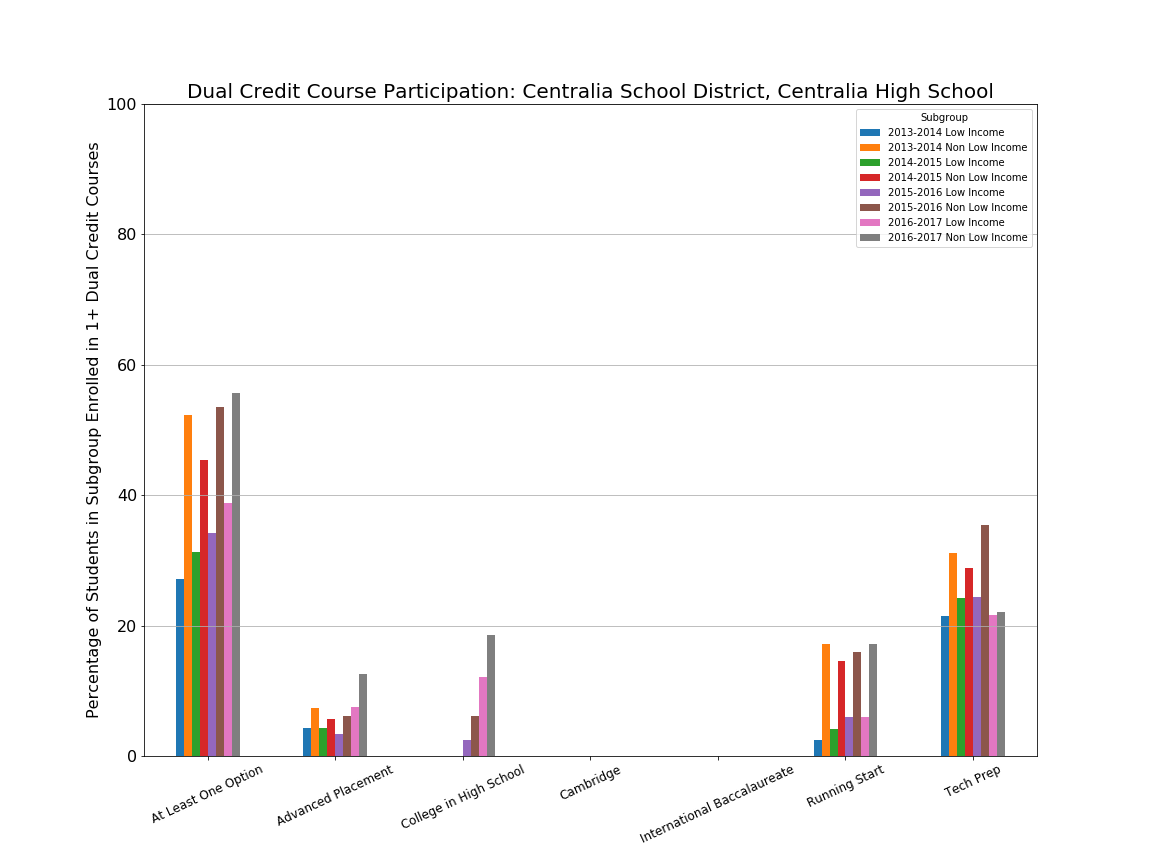 Dual Credit Course Participation: Centralia School District, Centralia High School
Percentage of Students in Subgroup Enrolled in 1+ Dual Credit Courses
100
80
60
40
20
0
Subgroup
2013-2014 Low Income
2013-2014 Non Low Income
2014-2015 Low Income
2014-2015 Non Low Income
2015-2016 Low Income
2015-2016 Non Low Income
2016-2017 Low Income
2016-2017 Non Low Income
At Least One Option
Advanced Placement
College in High School
Cambridge
International Baccalaureate
Running Start
Tech Prep